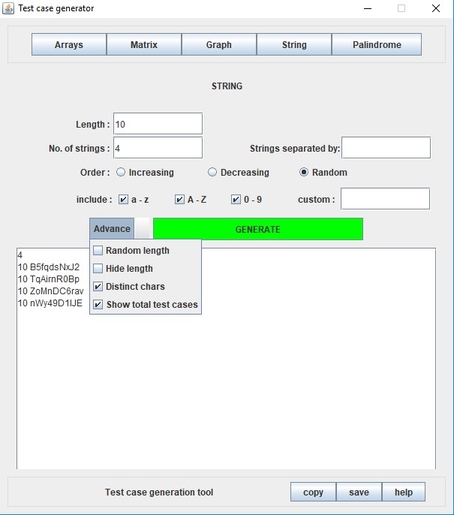 Test case generator
Arrays Matrix Graph String Palindrome
STRING
Length : 10
No. of strings : 4 Strings separated by:
Order : Increasing Decreasing Random
include : a - z A - Z 0 - 9 custom :
Advance GENERATE
Random length
Hide length
Distinct chars
Show total test cases
4
10 B5fqdsNxJ2
10 TqAirnR0Bp
10 ZoMnDC6rav
10 nWy49D1IJE
Test case generation tool copy save help